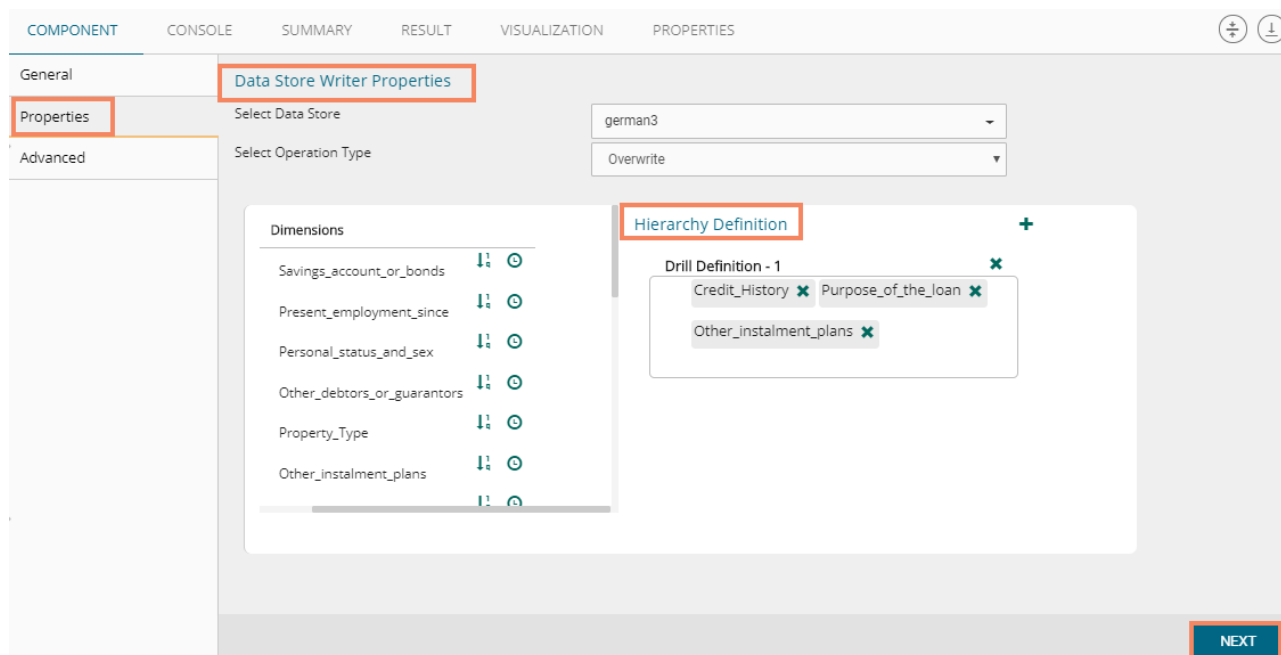 COMPONENT CONSOLE SUMMARY RESULT VISUALIZATION PROPERTIES
General
Properties
Advanced
Data Store Writer Properties
Select Data Store german3
Select Operation Type Overwrite
Dimensions
Savings_account_or_bonds
Present_employment_since
Personal_status_and_sex
Other_debtors_or_guarantors
Property_Type
Other_instalment_plans
Hierarchy Definition
Drill Definition - 1
Credit_History Purpose_of_the_loan
Other_instalment_plans
NEXT